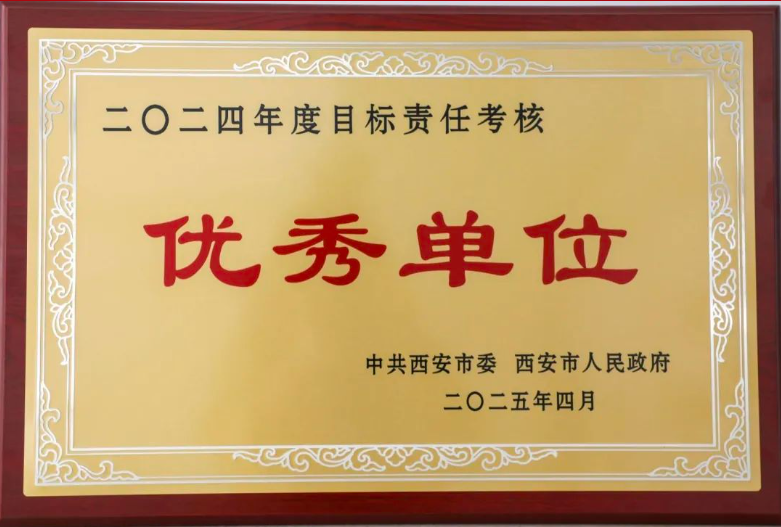 二〇二四年度目标责任考核
优秀单位
中共西安市委 西安市人民政府
二〇二五年四月